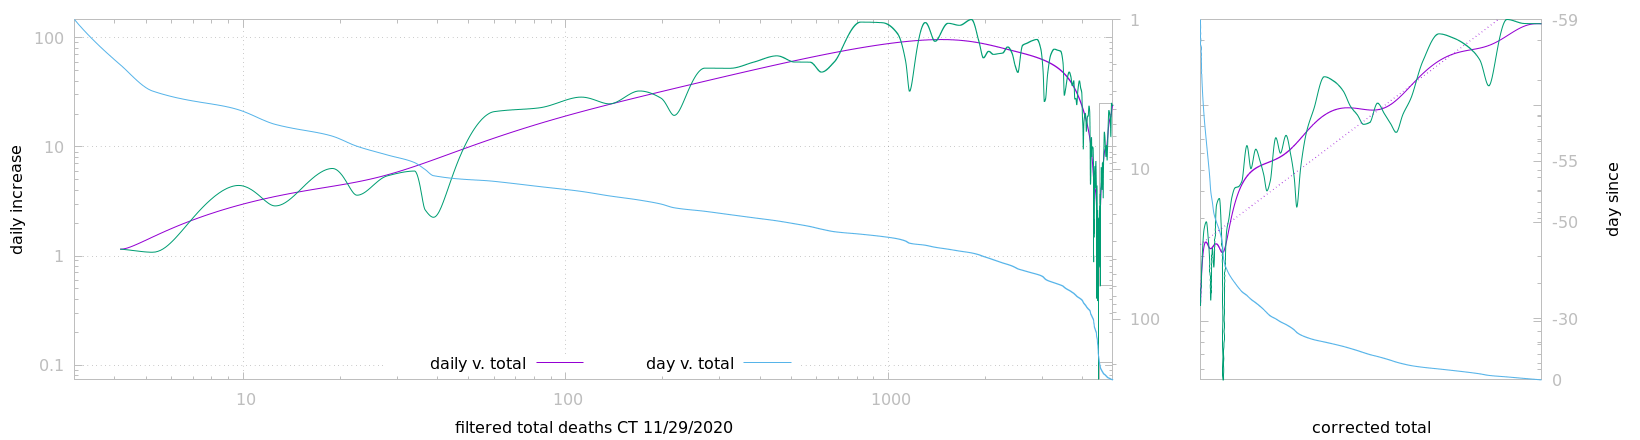 100
10
1
0.1
daily increase
daily v. total
day v. total
10
100
1000
filtered total deaths CT 11/29/2020
1
10
100
-59
-55
-50
-30
0
day since
corrected total